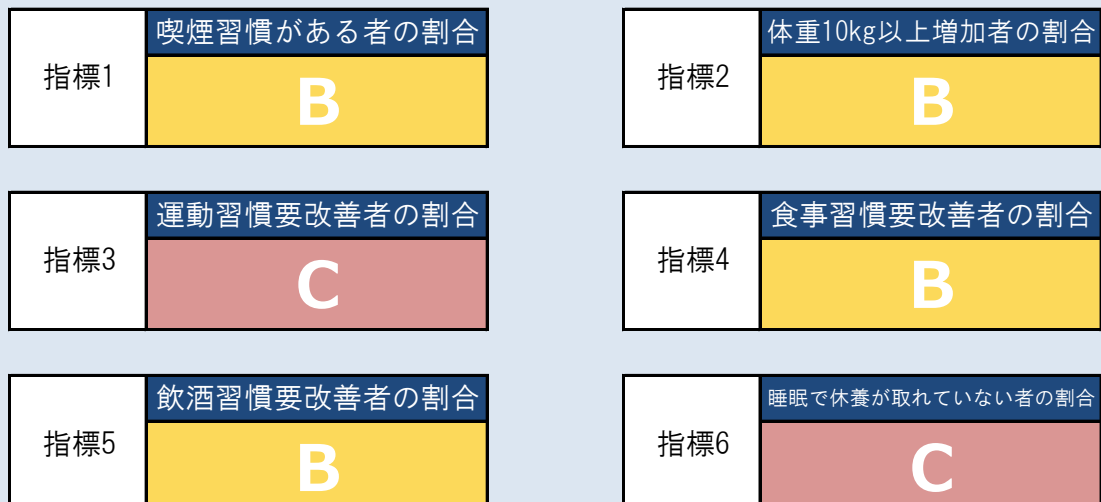 喫煙習慣がある者の割合
指標1
B
体重10kg以上増加者の割合
指標2
B
運動習慣要改善者の割合
指標3
C
食事習慣要改善者の割合
指標4
B
飲酒習慣要改善者の割合
指標5
B
睡眠で休養が取れていない者の割合
指標6
C